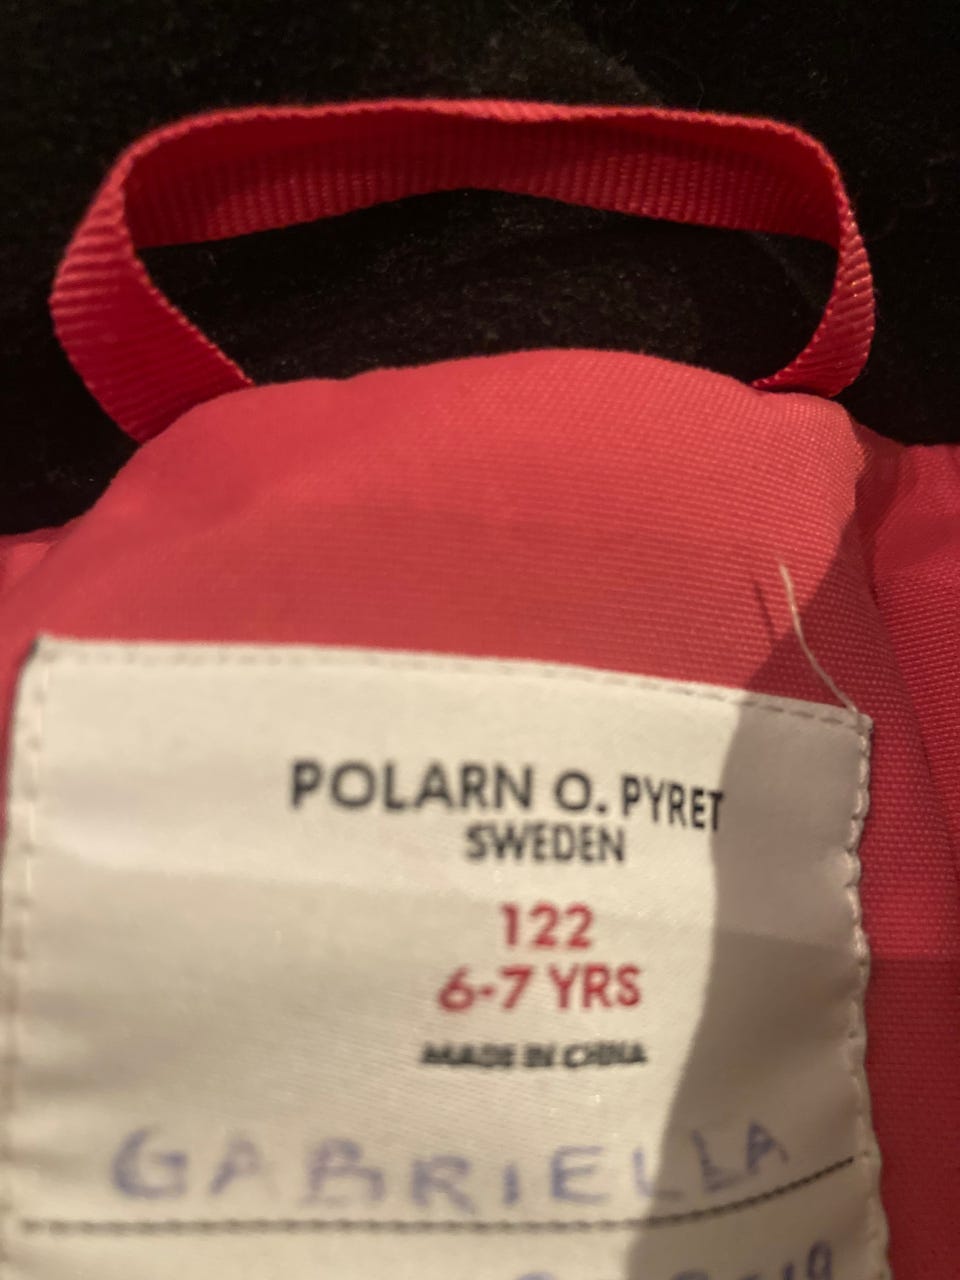 POLARN O. PYRET
SWEDEN
122
6-7 YRS
MADE IN CHINA
GABRIELLA